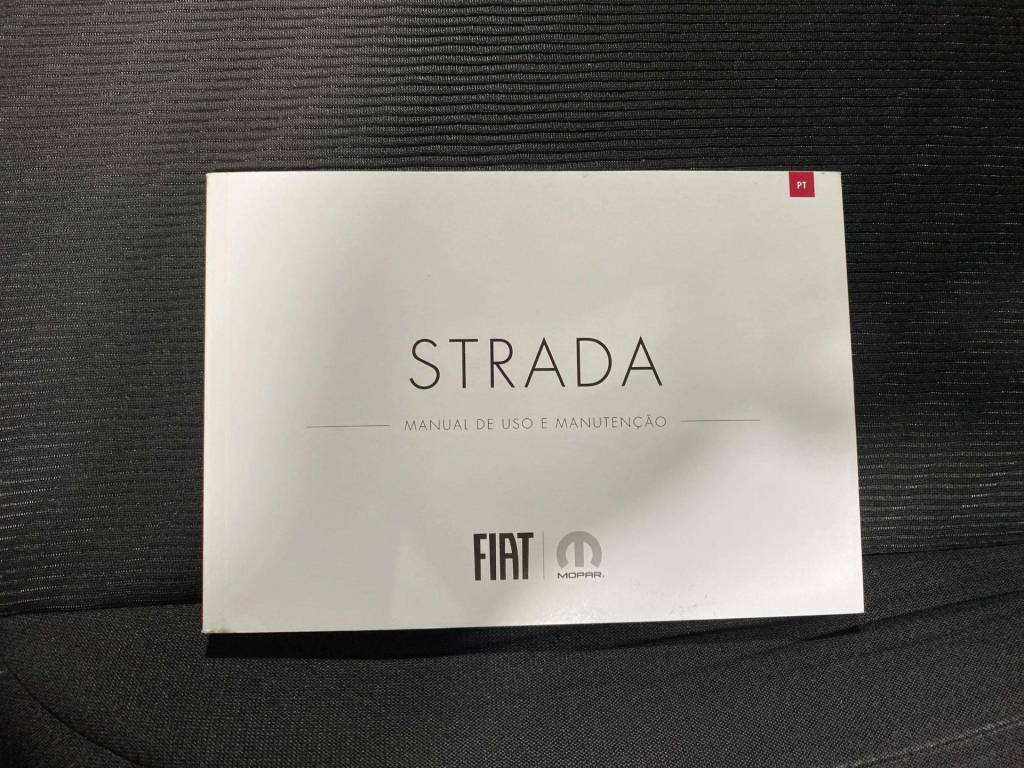 PT
STRADA
MANUAL DE USO E MANUTENÇÃO
FIAT
MOPAR®